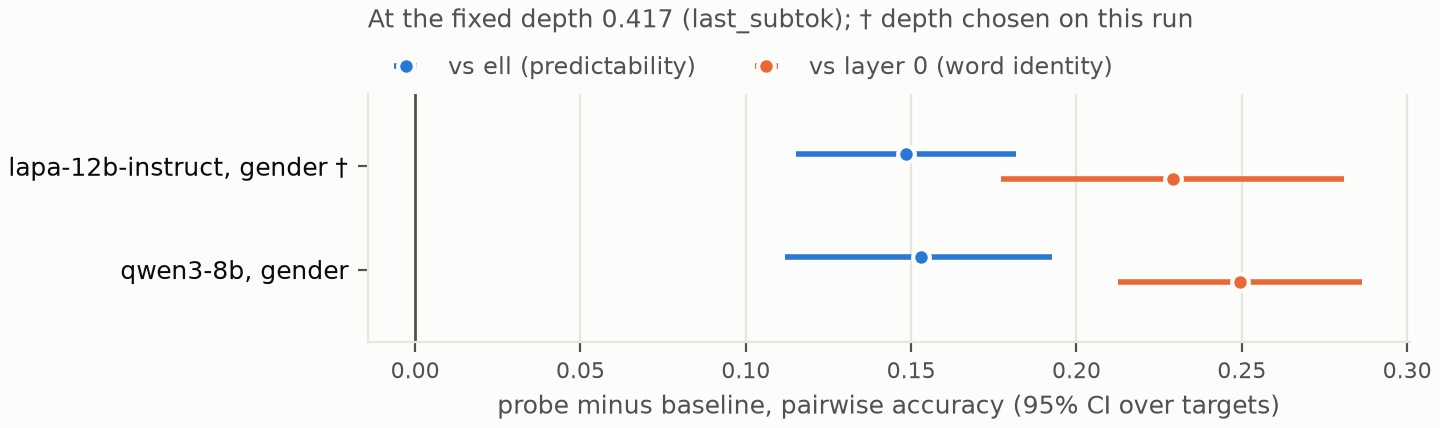 At the fixed depth 0.417 (last_subtok); † depth chosen on this run
vs ell (predictability)
vs layer 0 (word identity)
lapa-12b-instruct, gender †
qwen3-8b, gender
0.00 0.05 0.10 0.15 0.20 0.25 0.30
probe minus baseline, pairwise accuracy (95% CI over targets)